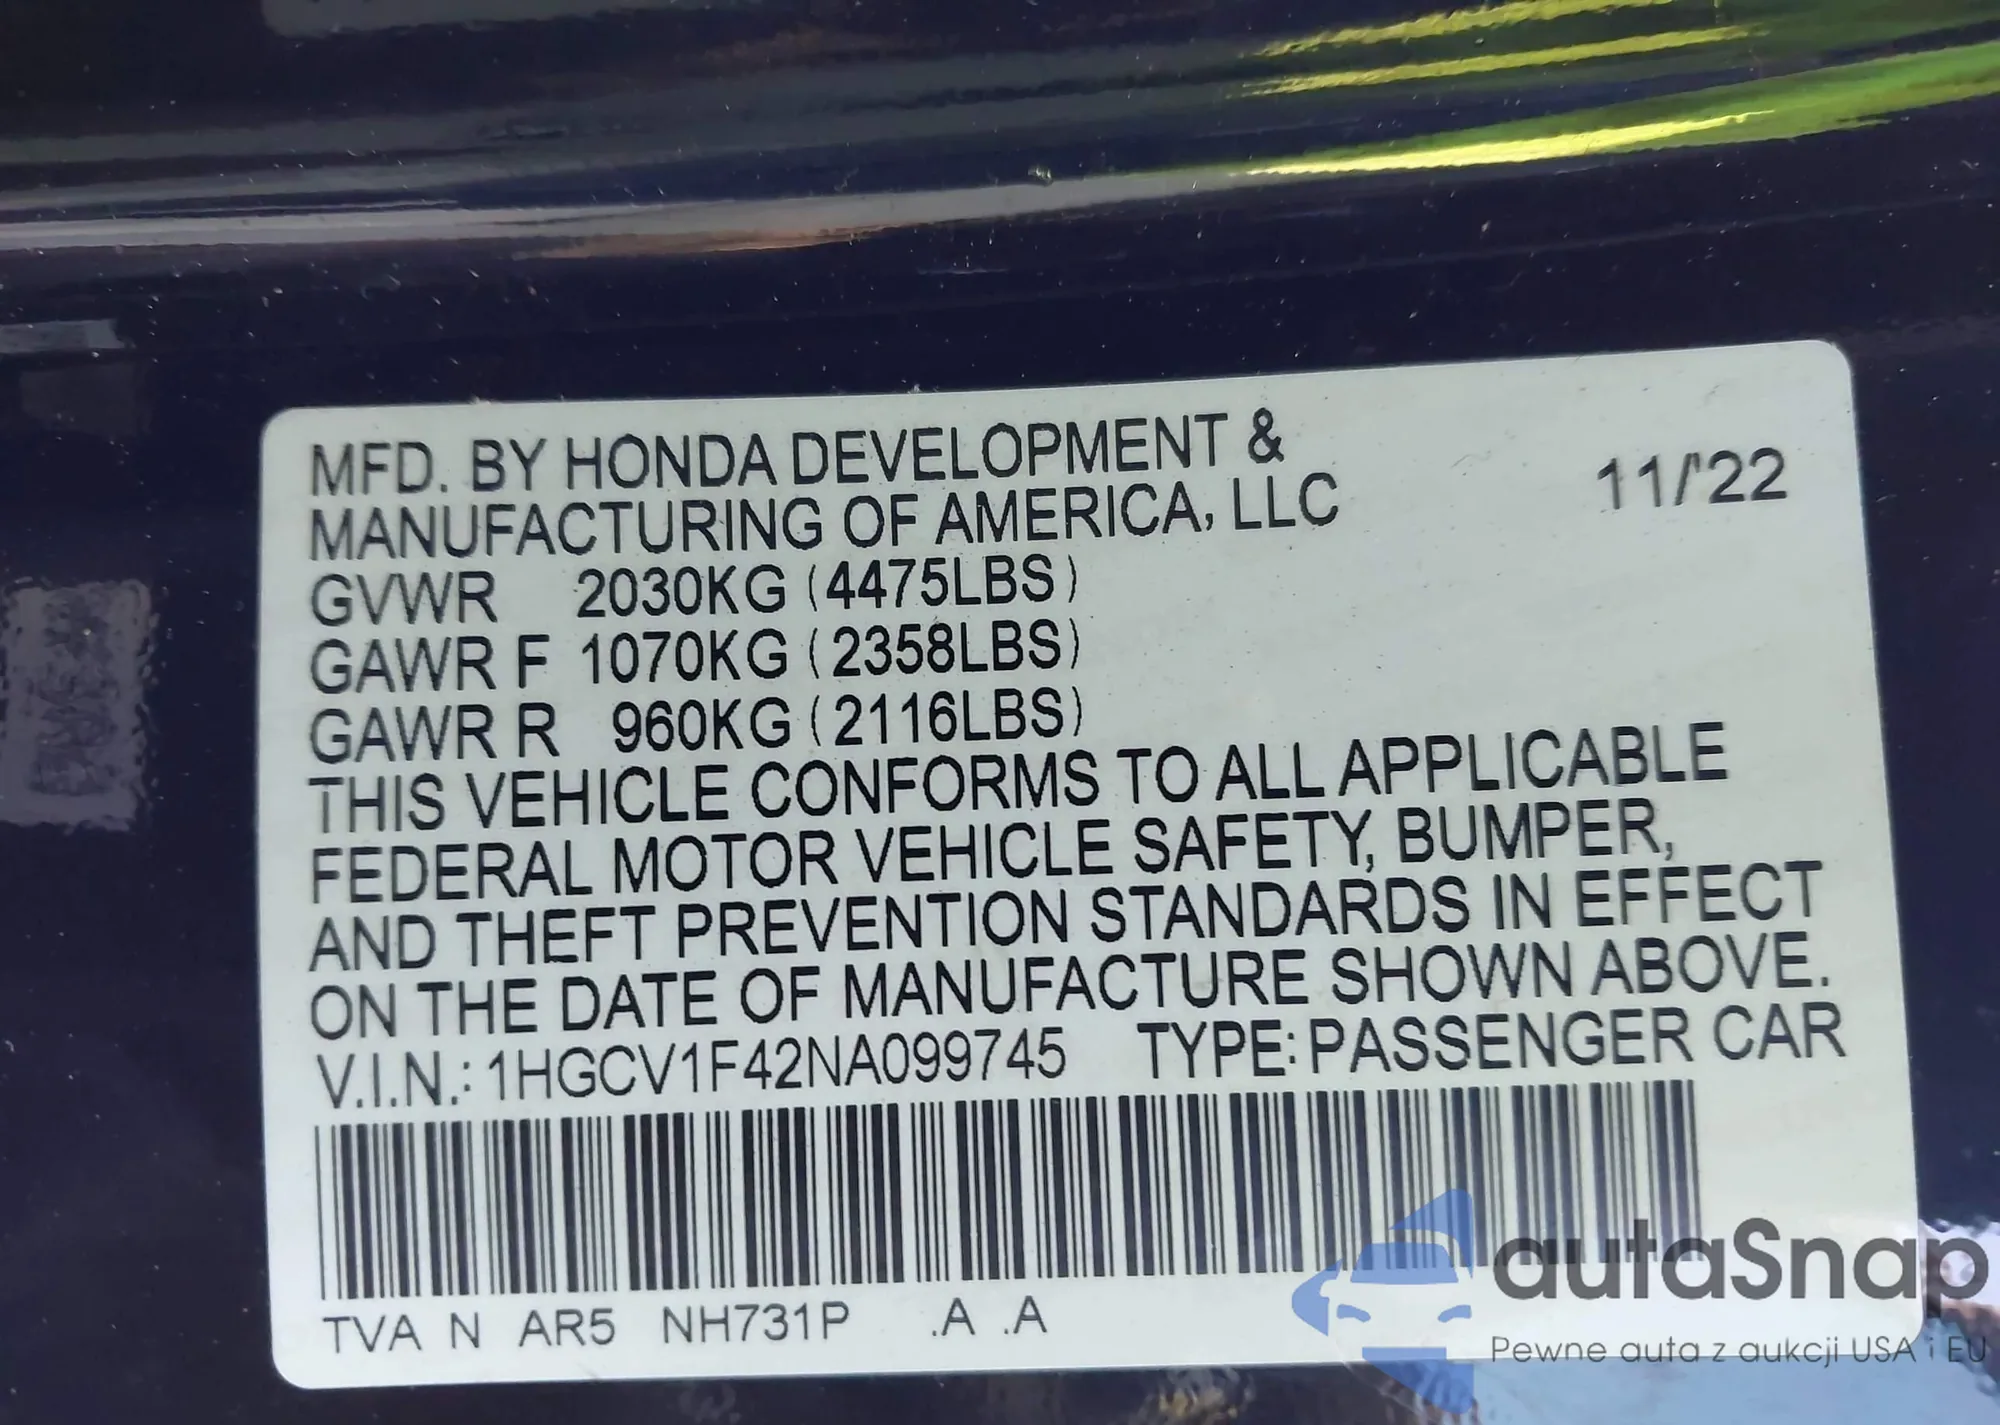 MFD. BY HONDA DEVELOPMENT &
MANUFACTURING OF AMERICA, LLC
11/'22
GVWR 2030KG (4475LBS)
GAWR F 1070KG (2358LBS)
GAWR R 960KG (2116LBS)
THIS VEHICLE CONFORMS TO ALL APPLICABLE
FEDERAL MOTOR VEHICLE SAFETY, BUMPER,
AND THEFT PREVENTION STANDARDS IN EFFECT
ON THE DATE OF MANUFACTURE SHOWN ABOVE.
V.I.N.: 1HGCV1F42NA099745 TYPE: PASSENGER CAR
TVA N AR5 NH731P .A .A
autaSnap
Pewne auta z aukcji USA i EU